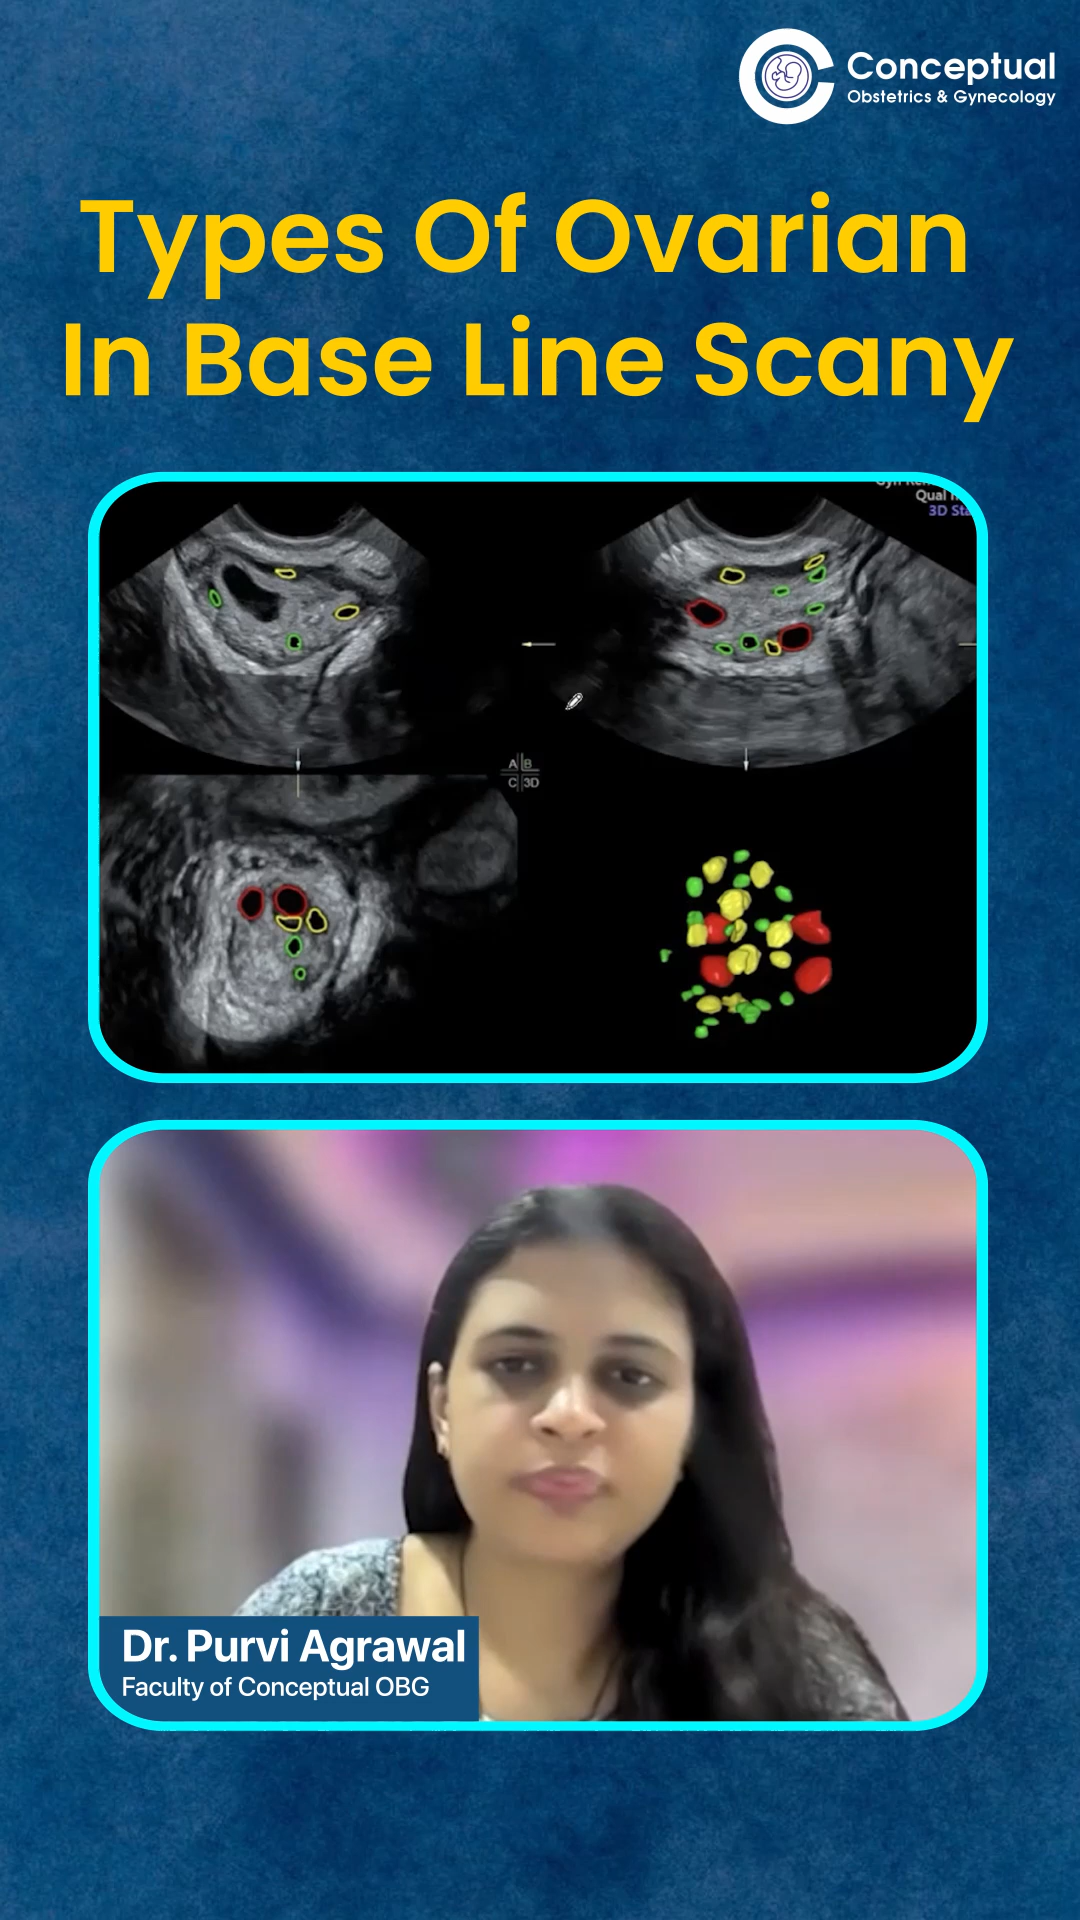 Conceptual
Obstetrics & Gynecology
Types Of Ovarian
In Base Line Scany
Qual
3D
A B
C 3D
Dr. Purvi Agrawal
Faculty of Conceptual OBG